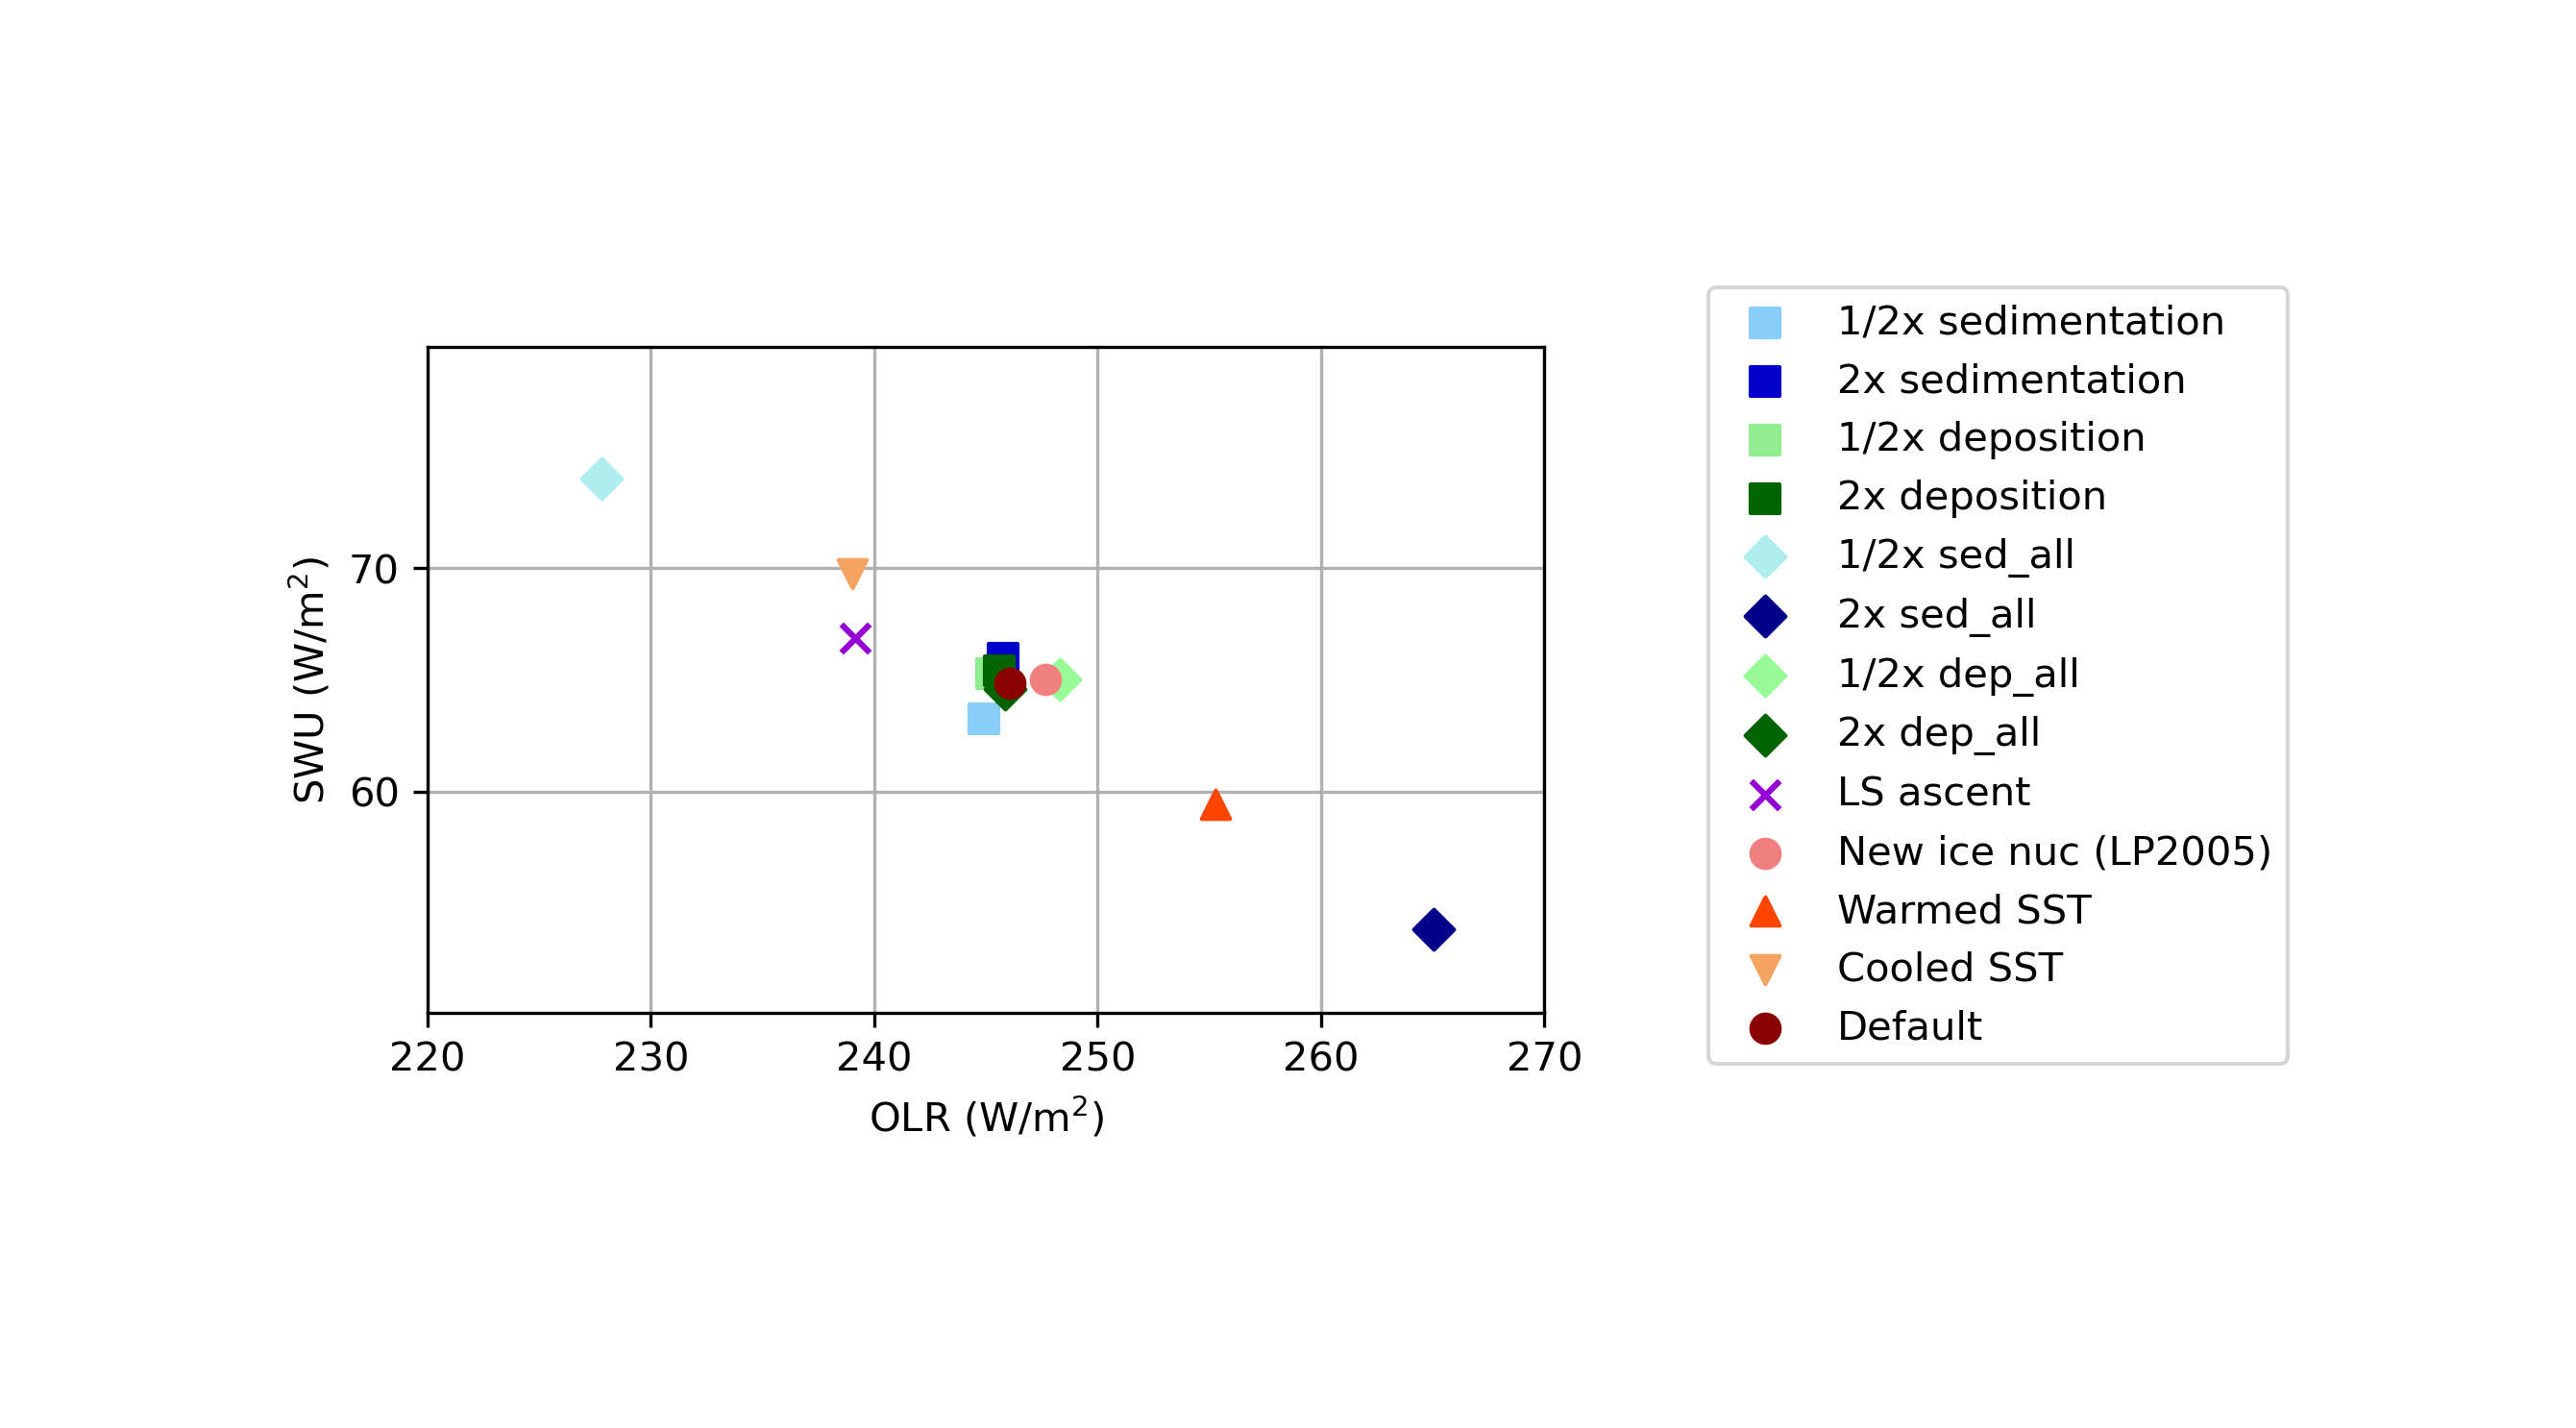 SWU (W/m²)
70
60
220 230 240 250 260 270
OLR (W/m²)
1/2x sedimentation
2x sedimentation
1/2x deposition
2x deposition
1/2x sed_all
2x sed_all
1/2x dep_all
2x dep_all
LS ascent
New ice nuc (LP2005)
Warmed SST
Cooled SST
Default